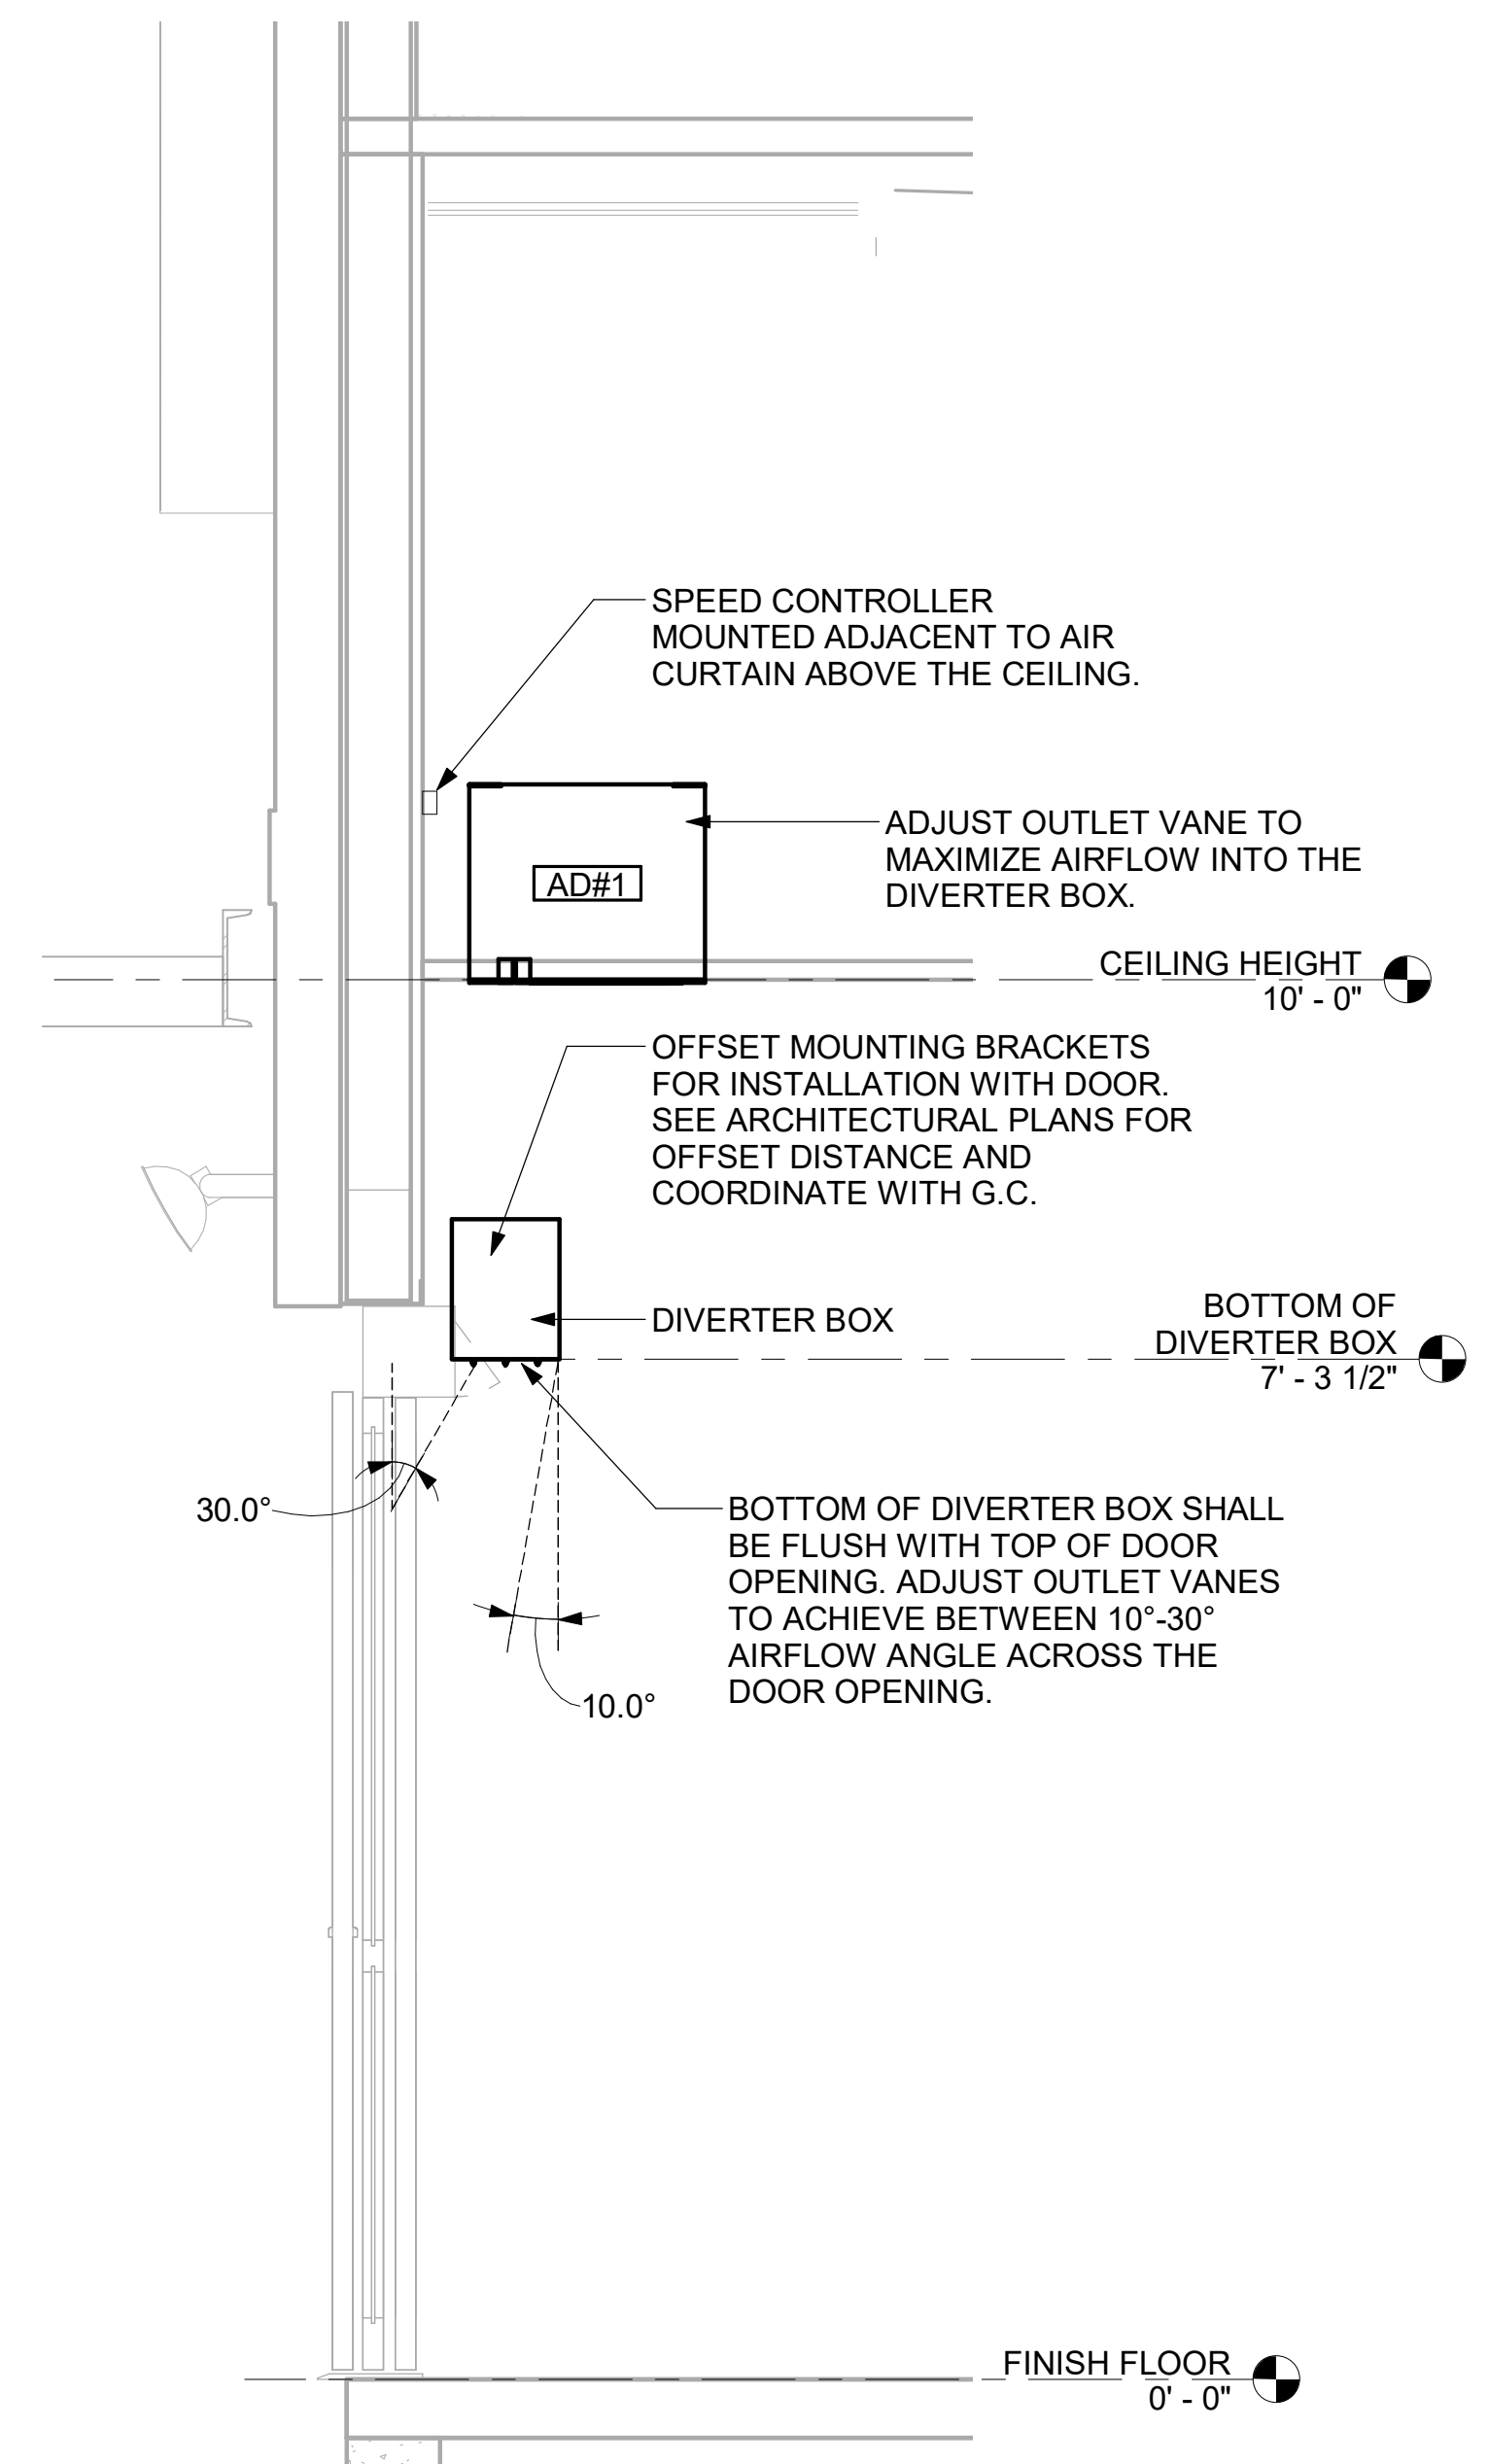 SPEED CONTROLLER
MOUNTED ADJACENT TO AIR
CURTAIN ABOVE THE CEILING.
ADJUST OUTLET VANE TO
MAXIMIZE AIRFLOW INTO THE
DIVERTER BOX.
AD#1
CEILING HEIGHT
10' - 0"
OFFSET MOUNTING BRACKETS
FOR INSTALLATION WITH DOOR.
SEE ARCHITECTURAL PLANS FOR
OFFSET DISTANCE AND
COORDINATE WITH G.C.
DIVERTER BOX
BOTTOM OF
DIVERTER BOX
7' - 3 1/2"
30.0°
BOTTOM OF DIVERTER BOX SHALL
BE FLUSH WITH TOP OF DOOR
OPENING. ADJUST OUTLET VANES
TO ACHIEVE BETWEEN 10°-30°
AIRFLOW ANGLE ACROSS THE
DOOR OPENING.
10.0°
FINISH FLOOR
0' - 0"